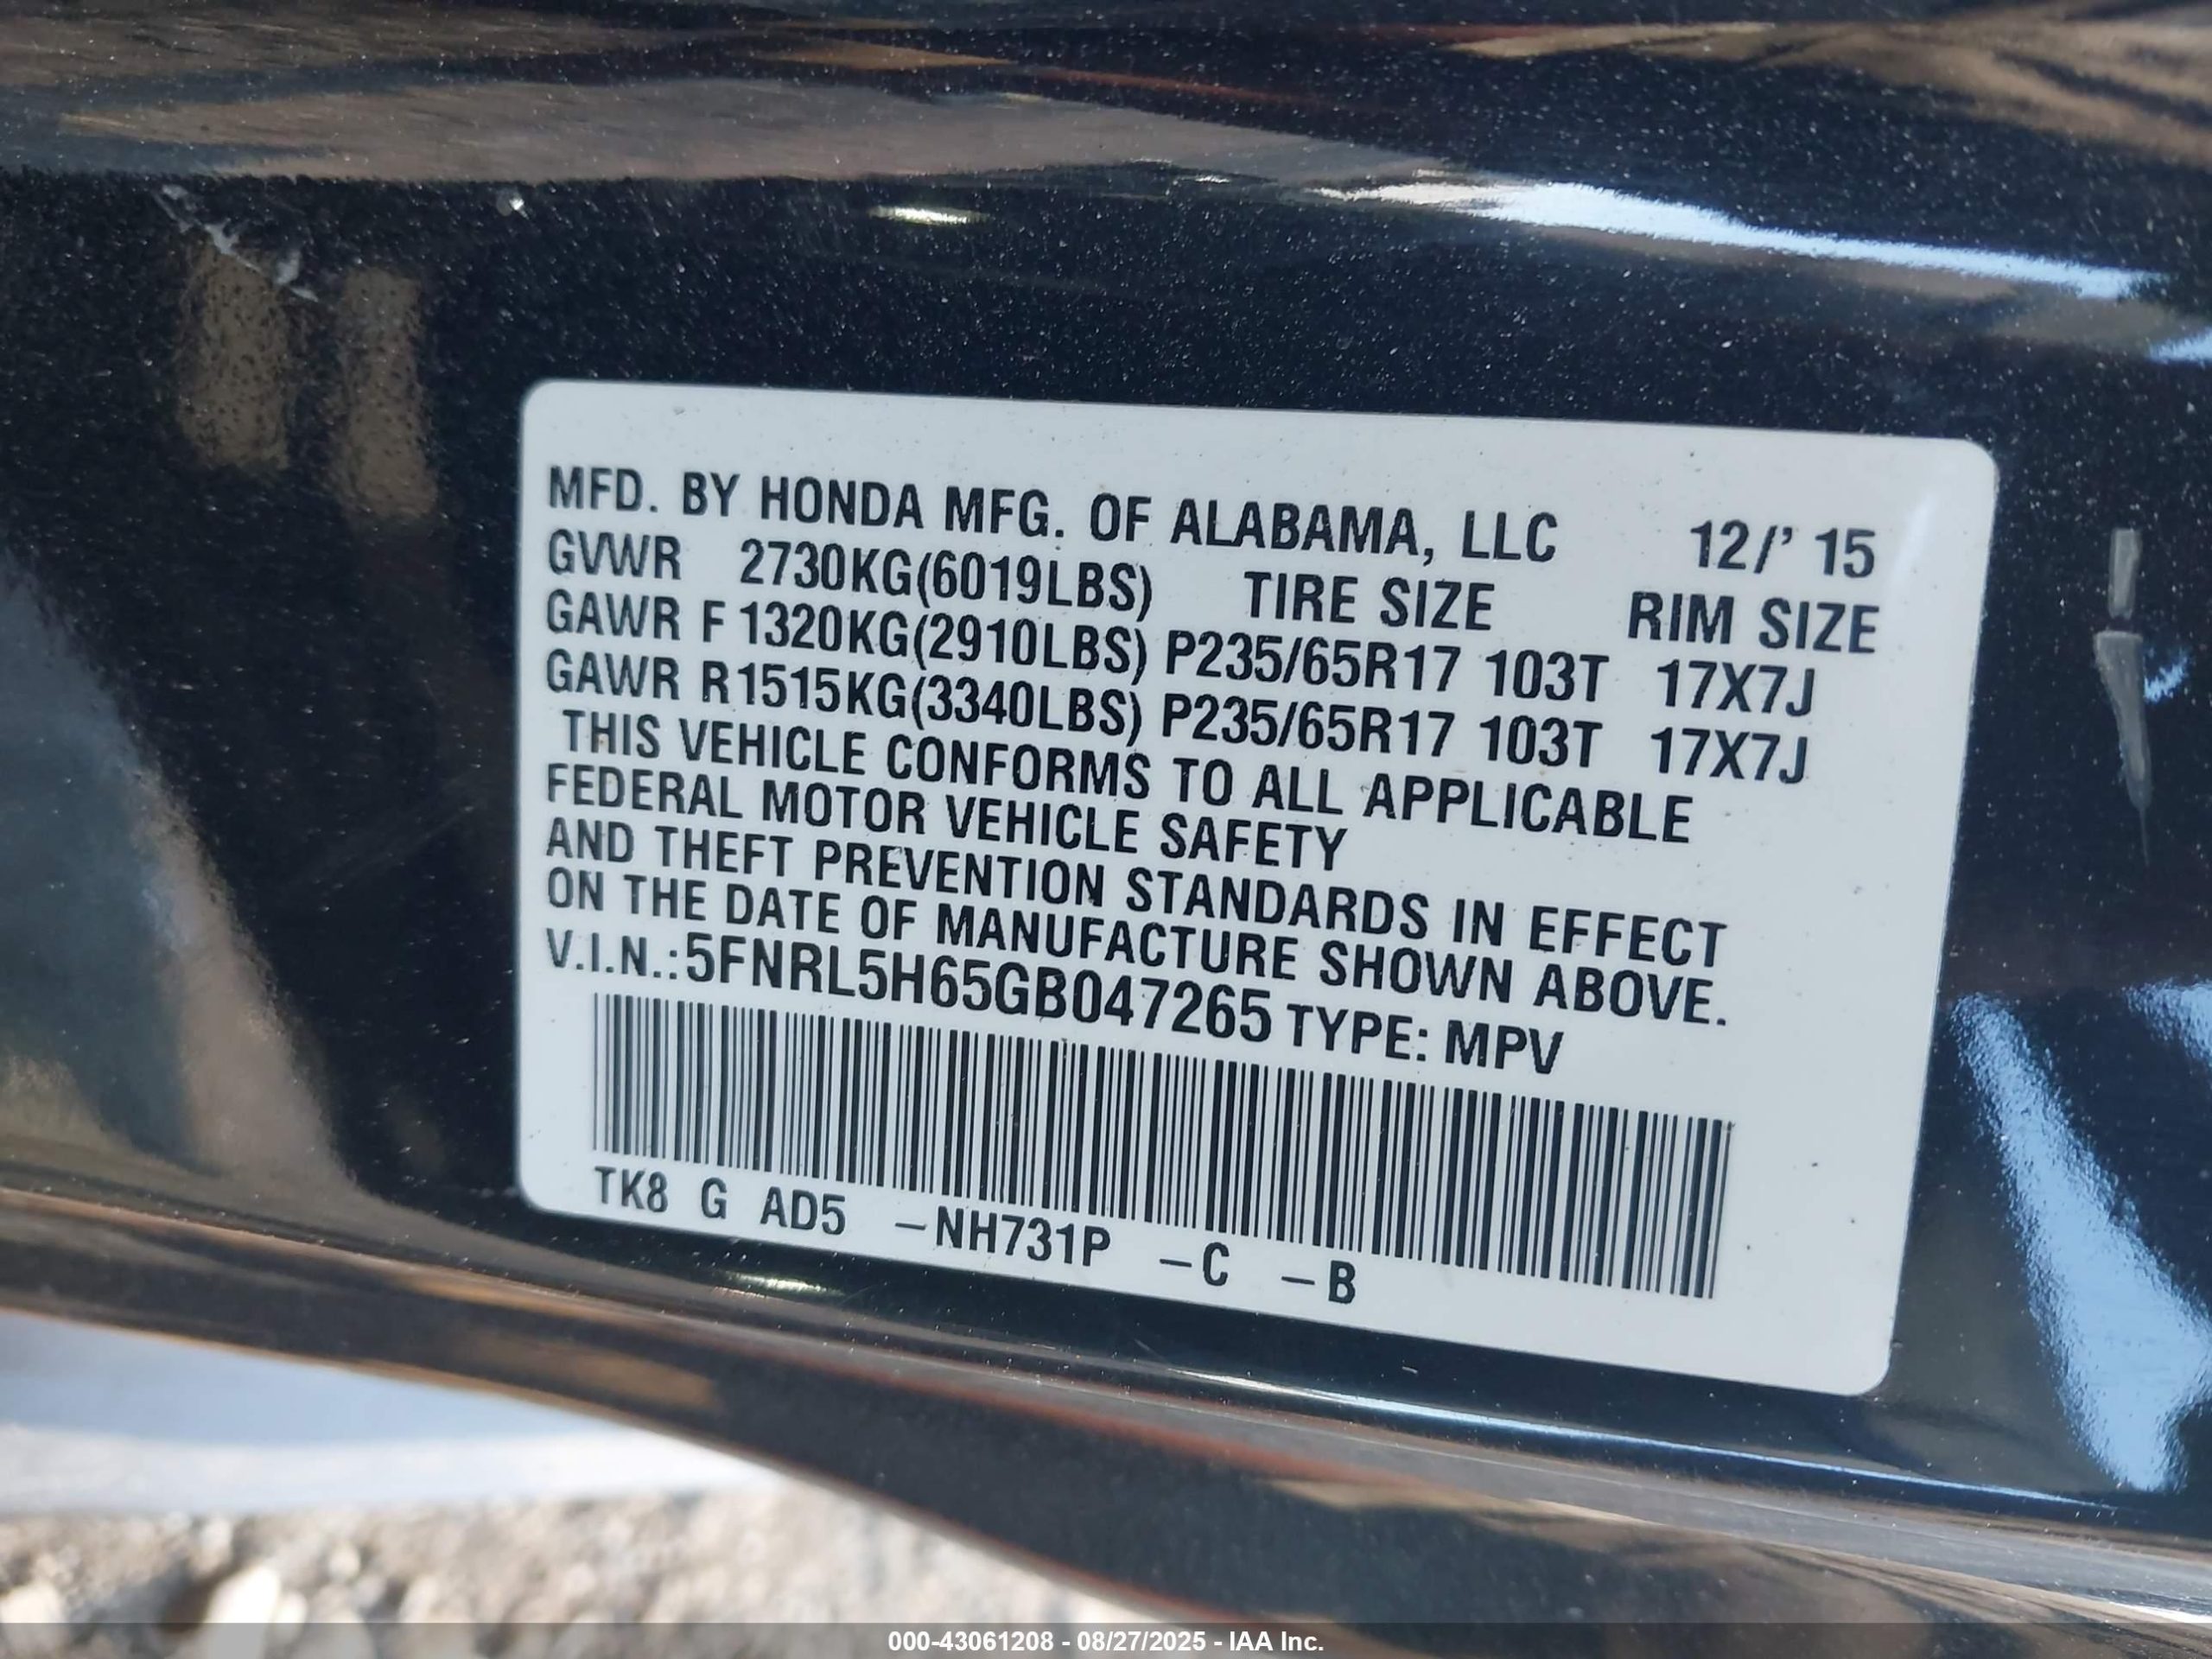 MFD. BY HONDA MFG. OF ALABAMA, LLC 12/' 15
GVWR 2730KG(6019LBS) TIRE SIZE RIM SIZE
GAWR F 1320KG(2910LBS) P235/65R17 103T 17X7J
GAWR R 1515KG(3340LBS) P235/65R17 103T 17X7J
THIS VEHICLE CONFORMS TO ALL APPLICABLE
FEDERAL MOTOR VEHICLE SAFETY
AND THEFT PREVENTION STANDARDS IN EFFECT
ON THE DATE OF MANUFACTURE SHOWN ABOVE.
V.I.N.:5FNRL5H65GB047265 TYPE: MPV
TK8 G AD5 –NH731P –C –B
000-43061208 - 08/27/2025 - IAA Inc.